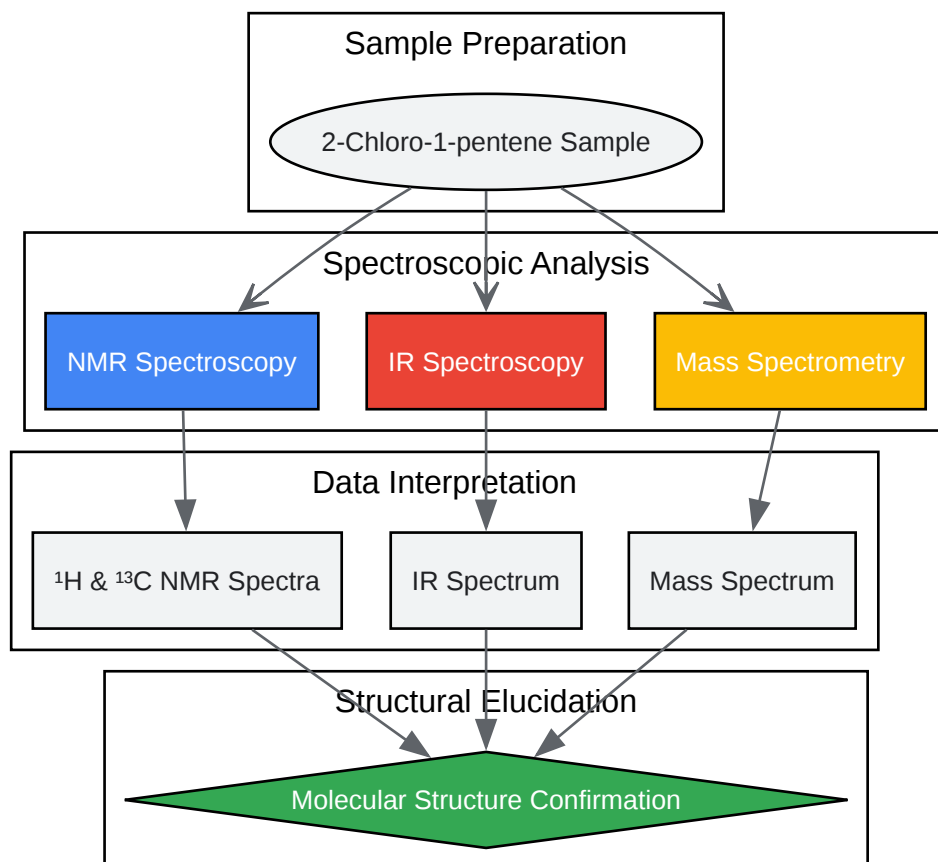 Sample Preparation
2-Chloro-1-pentene Sample
Spectroscopic Analysis
NMR Spectroscopy
IR Spectroscopy
Mass Spectrometry
Data Interpretation
¹H & ¹³C NMR Spectra
IR Spectrum
Mass Spectrum
Structural Elucidation
Molecular Structure Confirmation